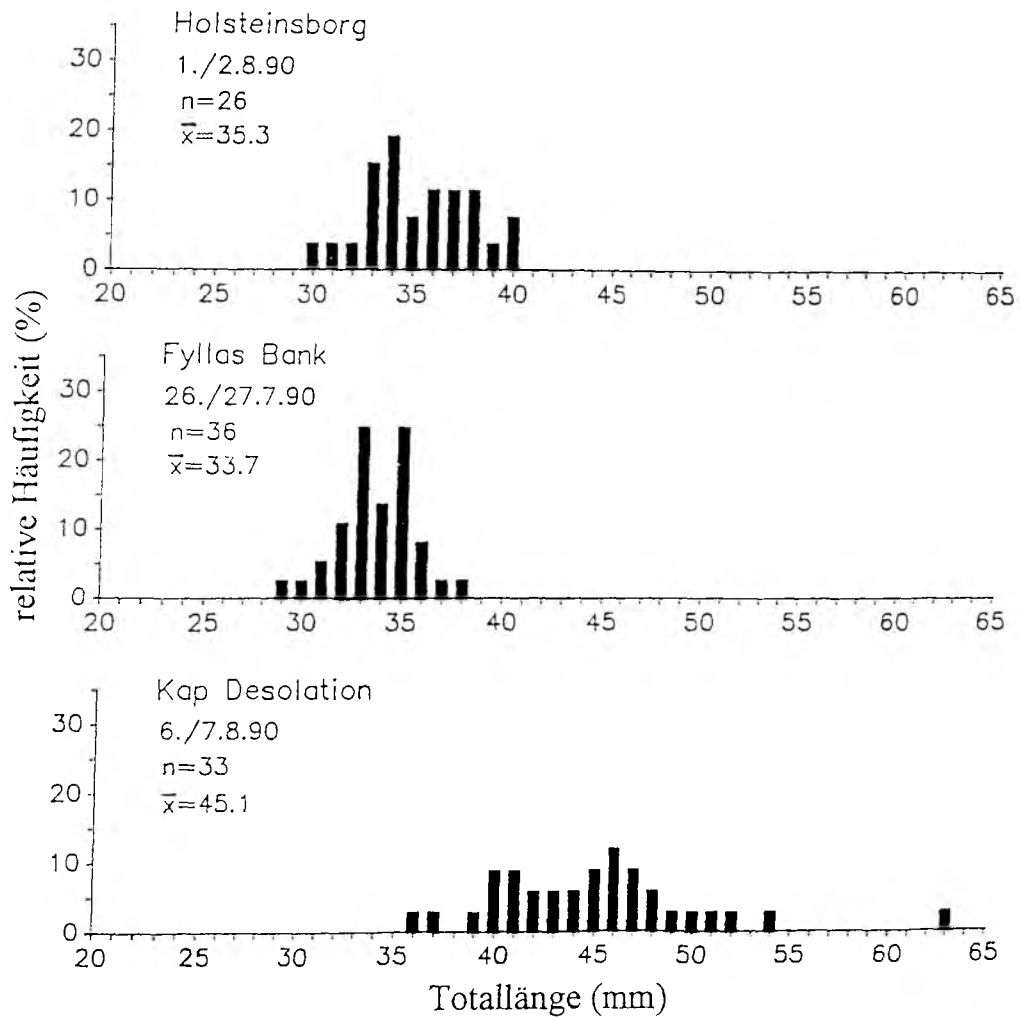 Holsteinsborg
1./2.8.90
n=26
x̄=35.3
30
20
10
0
20 25 30 35 40 45 50 55 60 65
Fyllas Bank
26./27.7.90
n=36
x̄=33.7
30
20
10
0
20 25 30 35 40 45 50 55 60 65
Kap Desolation
6./7.8.90
n=33
x̄=45.1
30
20
10
0
20 25 30 35 40 45 50 55 60 65
relative Häufigkeit (%)
Totallänge (mm)